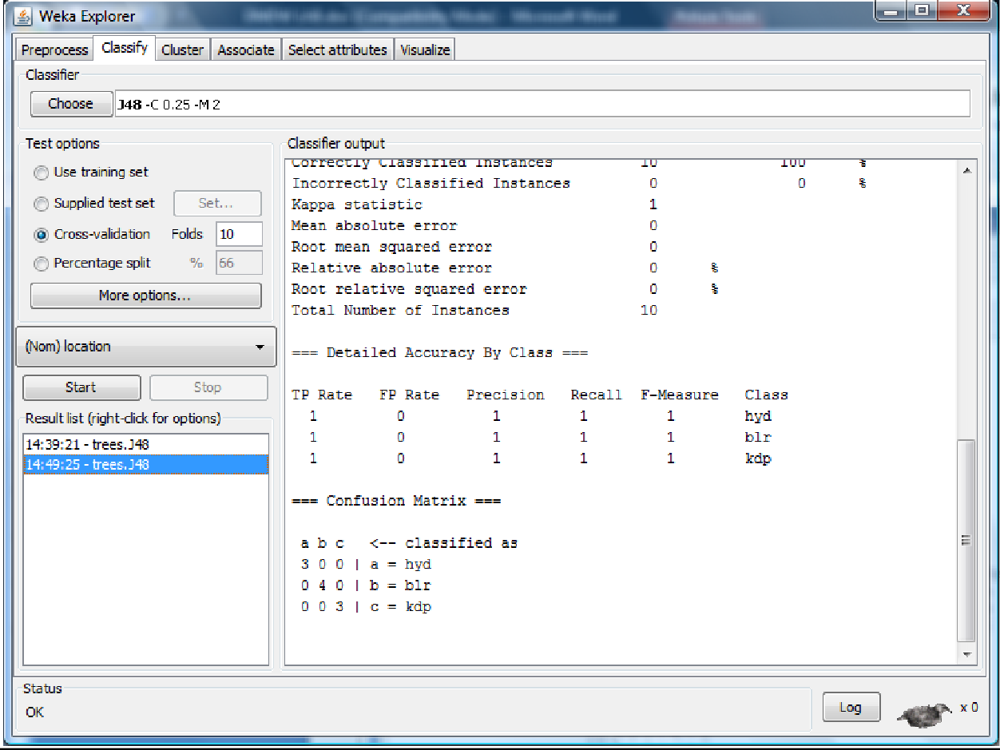 Weka Explorer
Preprocess Classify Cluster Associate Select attributes Visualize
Classifier
Choose J48 -C 0.25 -M 2
Test options
Use training set
Supplied test set Set...
Cross-validation Folds 10
Percentage split % 66
More options...
(Nom) location
Start Stop
Result list (right-click for options)
14:39:21 - trees.J48
14:49:25 - trees.J48
Classifier output
Correctly Classified Instances 10 100 %
Incorrectly Classified Instances 0 0 %
Kappa statistic 1
Mean absolute error 0
Root mean squared error 0
Relative absolute error 0 %
Root relative squared error 0 %
Total Number of Instances 10
=== Detailed Accuracy By Class ===
TP Rate FP Rate Precision Recall F-Measure Class
1 0 1 1 1 hyd
1 0 1 1 1 blr
1 0 1 1 1 kdp
=== Confusion Matrix ===
a b c <-- classified as
3 0 0 | a = hyd
0 4 0 | b = blr
0 0 3 | c = kdp
Status
OK
Log x 0